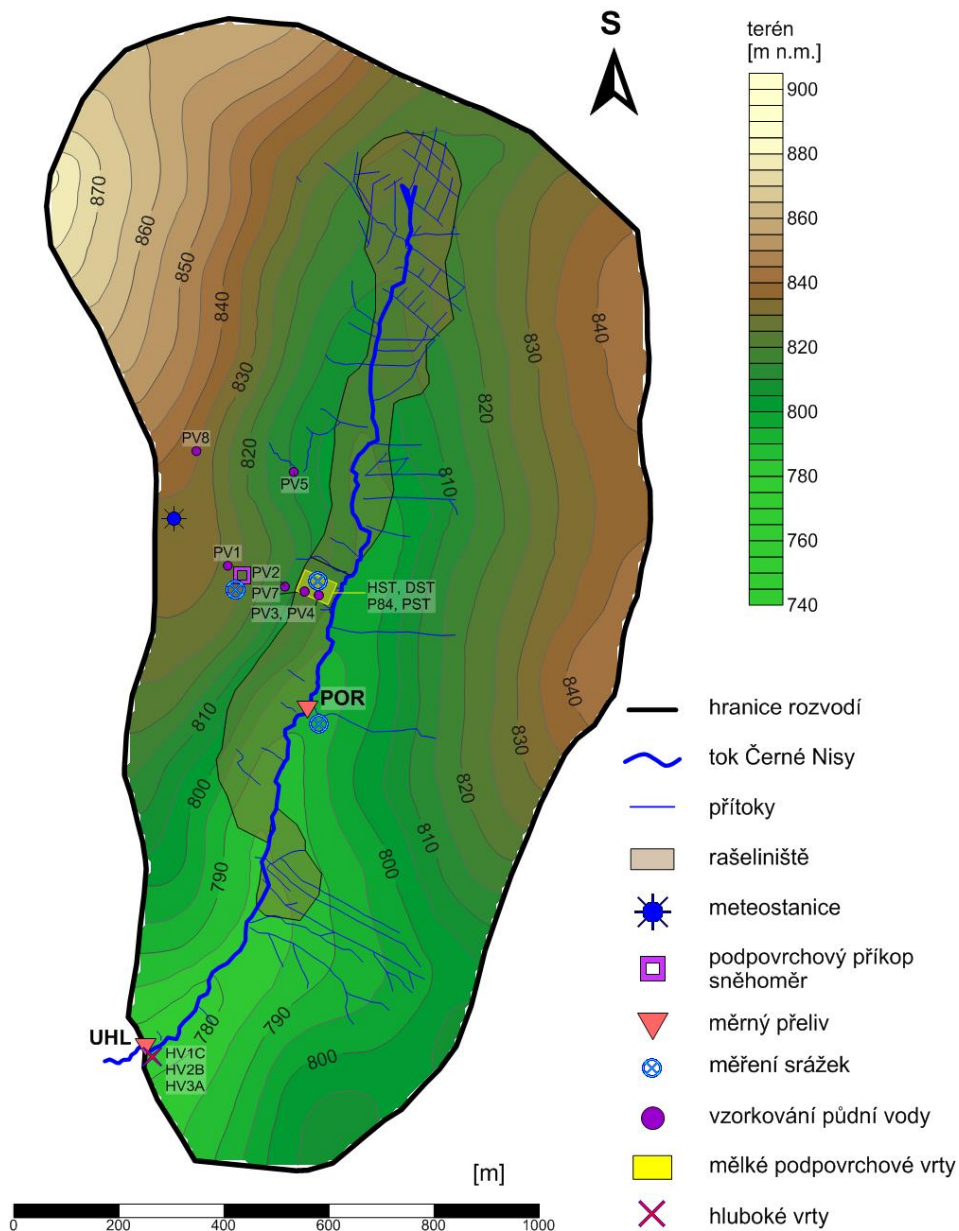 S
terén
[m n.m.]
900
880
860
840
820
800
780
760
740
870
860
850
840
830
820
840
830
820
810
PV8
PV5
PV1
PV2
PV7
PV3, PV4
HST, DST
P84, PST
POR
840
830
820
810
800
810
800
790
790
780
800
UHL
HV1C
HV2B
HV3A
hranice rozvodí
tok Černé Nisy
přítoky
rašeliniště
meteostanice
podpovrchový příkop
sněhoměr
měrný přeliv
měření srážek
vzorkování půdní vody
mělké podpovrchové vrty
hluboké vrty
[m]
0 200 400 600 800 1000